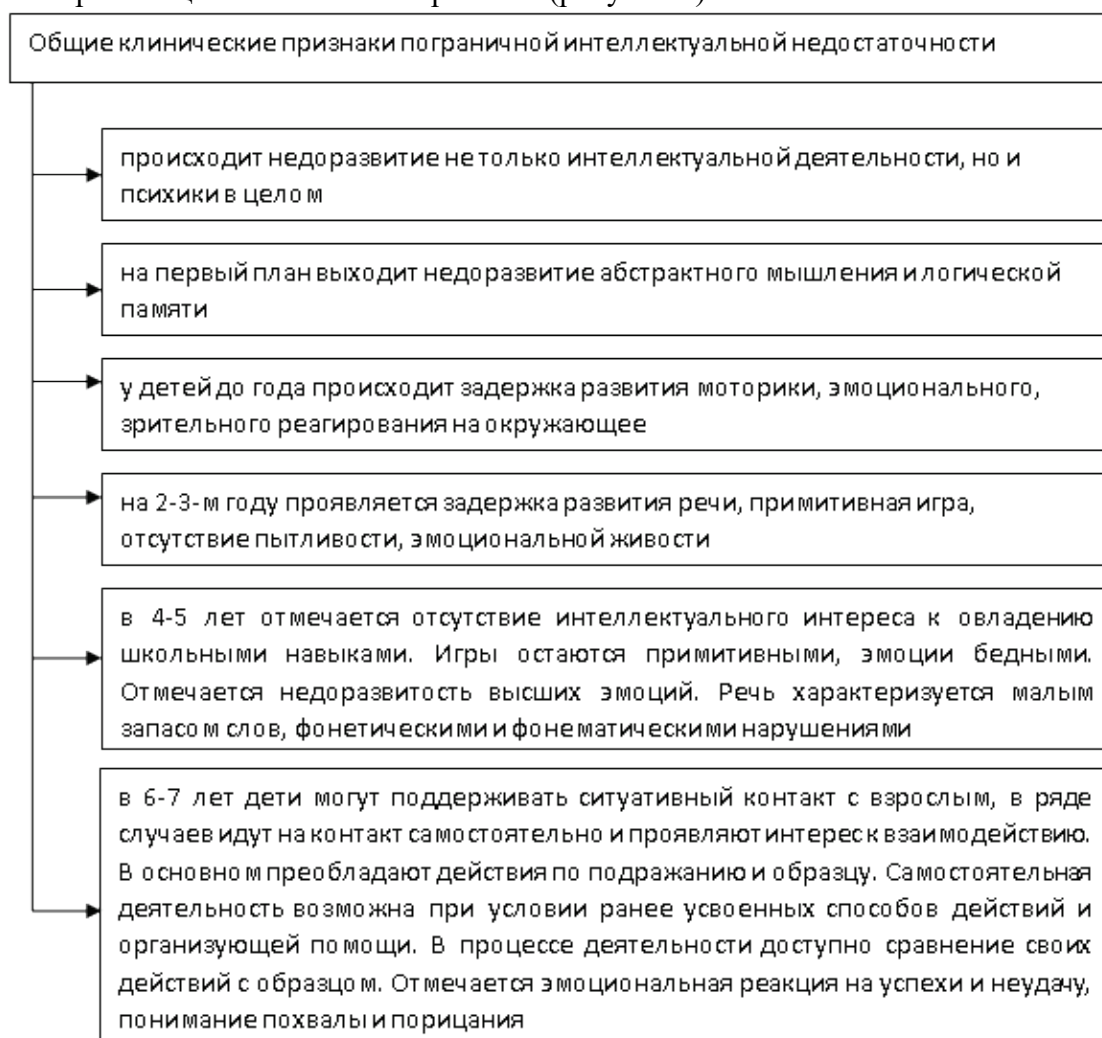 Общие клинические признаки пограничной интеллектуальной недостаточности
происходит недоразвитие не только интеллектуальной деятельности, но и
психики в целом
на первый план выходит недоразвитие абстрактного мышления и логической
памяти
у детей до года происходит задержка развития моторики, эмоционального,
зрительного реагирования на окружающее
на 2-3-м году проявляется задержка развития речи, примитивная игра,
отсутствие пытливости, эмоциональной живости
в 4-5 лет отмечается отсутствие интеллектуального интереса к овладению
школьными навыками. Игры остаются примитивными, эмоции бедными.
Отмечается недоразвитость высших эмоций. Речь характеризуется малым
запасом слов, фонетическими и фонематическими нарушениями
в 6-7 лет дети могут поддерживать ситуативный контакт с взрослым, в ряде
случаев идут на контакт самостоятельно и проявляют интерес к взаимодействию.
В основном преобладают действия по подражанию и образцу. Самостоятельная
деятельность возможна при условии ранее усвоенных способов действий и
организующей помощи. В процессе деятельности доступно сравнение своих
действий с образцом. Отмечается эмоциональная реакция на успехи и неудачу,
понимание похвалы и порицания